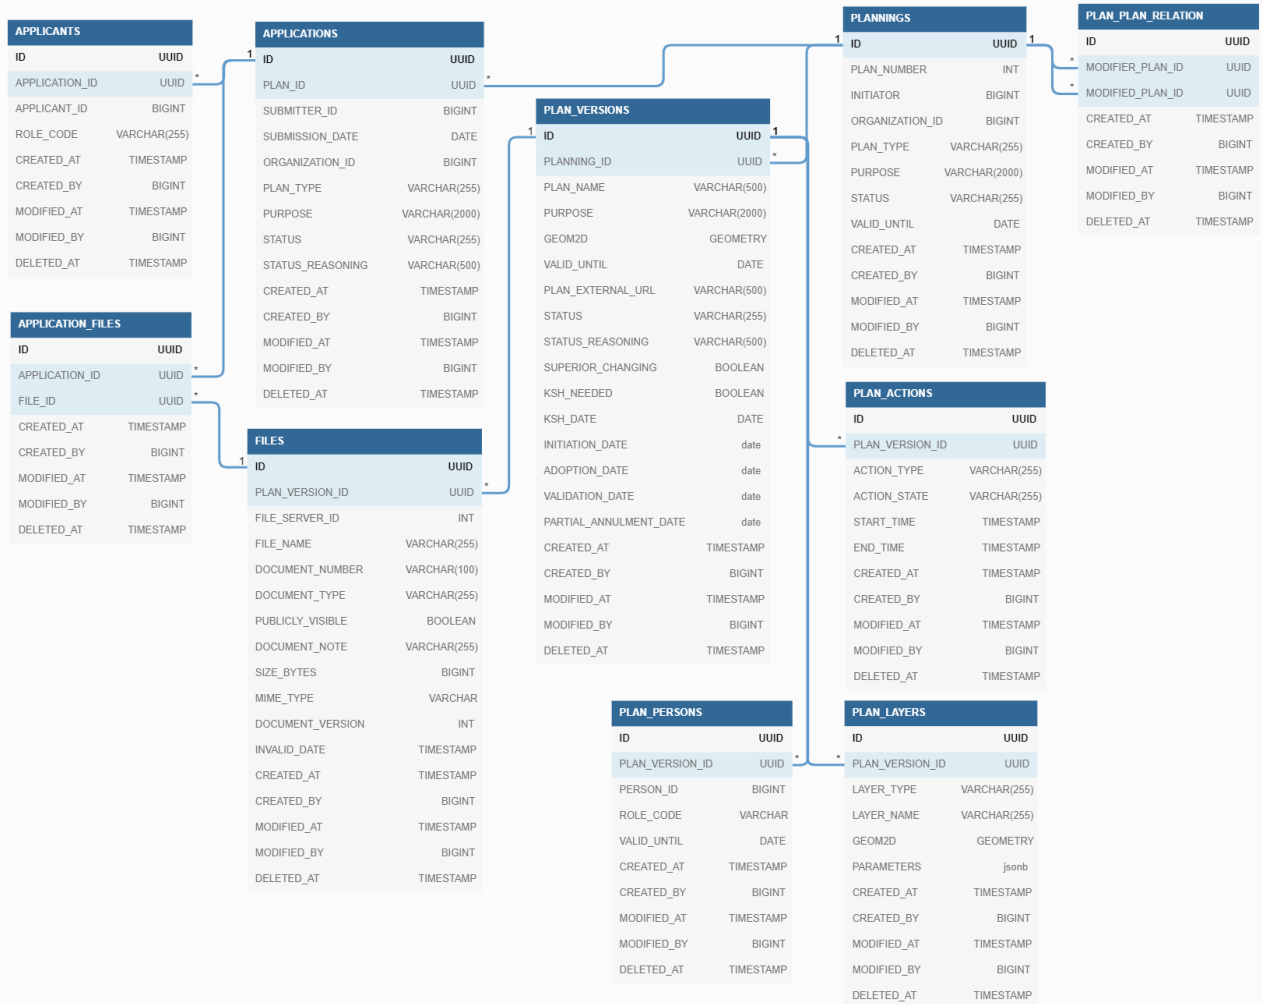 APPLICANTS
ID UUID
APPLICATION_ID UUID *
APPLICANT_ID BIGINT
ROLE_CODE VARCHAR(255)
CREATED_AT TIMESTAMP
CREATED_BY BIGINT
MODIFIED_AT TIMESTAMP
MODIFIED_BY BIGINT
DELETED_AT TIMESTAMP
APPLICATION_FILES
ID UUID
APPLICATION_ID UUID *
FILE_ID UUID *
CREATED_AT TIMESTAMP
CREATED_BY BIGINT
MODIFIED_AT TIMESTAMP
MODIFIED_BY BIGINT
DELETED_AT TIMESTAMP
APPLICATIONS
1 ID UUID
PLAN_ID UUID *
SUBMITTER_ID BIGINT
SUBMISSION_DATE DATE
ORGANIZATION_ID BIGINT
PLAN_TYPE VARCHAR(255)
PURPOSE VARCHAR(2000)
STATUS VARCHAR(255)
STATUS_REASONING VARCHAR(500)
CREATED_AT TIMESTAMP
CREATED_BY BIGINT
MODIFIED_AT TIMESTAMP
MODIFIED_BY BIGINT
DELETED_AT TIMESTAMP
FILES
1 ID UUID
PLAN_VERSION_ID UUID *
FILE_SERVER_ID INT
FILE_NAME VARCHAR(255)
DOCUMENT_NUMBER VARCHAR(100)
DOCUMENT_TYPE VARCHAR(255)
PUBLICLY_VISIBLE BOOLEAN
DOCUMENT_NOTE VARCHAR(255)
SIZE_BYTES BIGINT
MIME_TYPE VARCHAR
DOCUMENT_VERSION INT
INVALID_DATE TIMESTAMP
CREATED_AT TIMESTAMP
CREATED_BY BIGINT
MODIFIED_AT TIMESTAMP
MODIFIED_BY BIGINT
DELETED_AT TIMESTAMP
PLAN_VERSIONS
1 ID UUID 1
PLANNING_ID UUID *
PLAN_NAME VARCHAR(500)
PURPOSE VARCHAR(2000)
GEOM2D GEOMETRY
VALID_UNTIL DATE
PLAN_EXTERNAL_URL VARCHAR(500)
STATUS VARCHAR(255)
STATUS_REASONING VARCHAR(500)
SUPERIOR_CHANGING BOOLEAN
KSH_NEEDED BOOLEAN
KSH_DATE DATE
INITIATION_DATE date
ADOPTION_DATE date
VALIDATION_DATE date
PARTIAL_ANNULMENT_DATE date
CREATED_AT TIMESTAMP
CREATED_BY BIGINT
MODIFIED_AT TIMESTAMP
MODIFIED_BY BIGINT
DELETED_AT TIMESTAMP
PLAN_PERSONS
ID UUID
PLAN_VERSION_ID UUID *
PERSON_ID BIGINT
ROLE_CODE VARCHAR
VALID_UNTIL DATE
CREATED_AT TIMESTAMP
CREATED_BY BIGINT
MODIFIED_AT TIMESTAMP
MODIFIED_BY BIGINT
DELETED_AT TIMESTAMP
PLANNINGS
1 ID UUID 1
PLAN_NUMBER INT
INITIATOR BIGINT
ORGANIZATION_ID BIGINT
PLAN_TYPE VARCHAR(255)
PURPOSE VARCHAR(2000)
STATUS VARCHAR(255)
VALID_UNTIL DATE
CREATED_AT TIMESTAMP
CREATED_BY BIGINT
MODIFIED_AT TIMESTAMP
MODIFIED_BY BIGINT
DELETED_AT TIMESTAMP
PLAN_ACTIONS
ID UUID
* PLAN_VERSION_ID UUID
ACTION_TYPE VARCHAR(255)
ACTION_STATE VARCHAR(255)
START_TIME TIMESTAMP
END_TIME TIMESTAMP
CREATED_AT TIMESTAMP
CREATED_BY BIGINT
MODIFIED_AT TIMESTAMP
MODIFIED_BY BIGINT
DELETED_AT TIMESTAMP
PLAN_LAYERS
ID UUID
* PLAN_VERSION_ID UUID
LAYER_TYPE VARCHAR(255)
LAYER_NAME VARCHAR(255)
GEOM2D GEOMETRY
PARAMETERS jsonb
CREATED_AT TIMESTAMP
CREATED_BY BIGINT
MODIFIED_AT TIMESTAMP
MODIFIED_BY BIGINT
DELETED_AT TIMESTAMP
PLAN_PLAN_RELATION
ID UUID
* MODIFIER_PLAN_ID UUID
* MODIFIED_PLAN_ID UUID
CREATED_AT TIMESTAMP
CREATED_BY BIGINT
MODIFIED_AT TIMESTAMP
MODIFIED_BY BIGINT
DELETED_AT TIMESTAMP